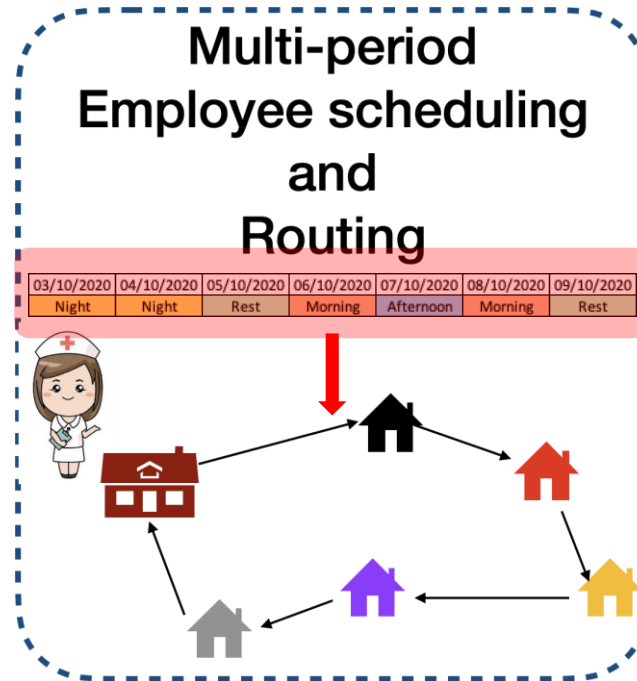 Multi-period
Employee scheduling
and
Routing
03/10/2020 04/10/2020 05/10/2020 06/10/2020 07/10/2020 08/10/2020 09/10/2020
Night Night Rest Morning Afternoon Morning Rest